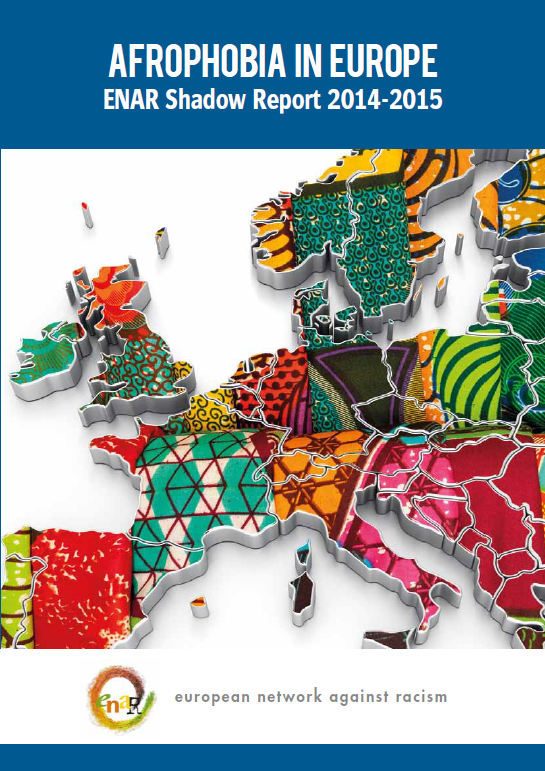 AFROPHOBIA IN EUROPE
ENAR Shadow Report 2014-2015
enaR
european network against racism